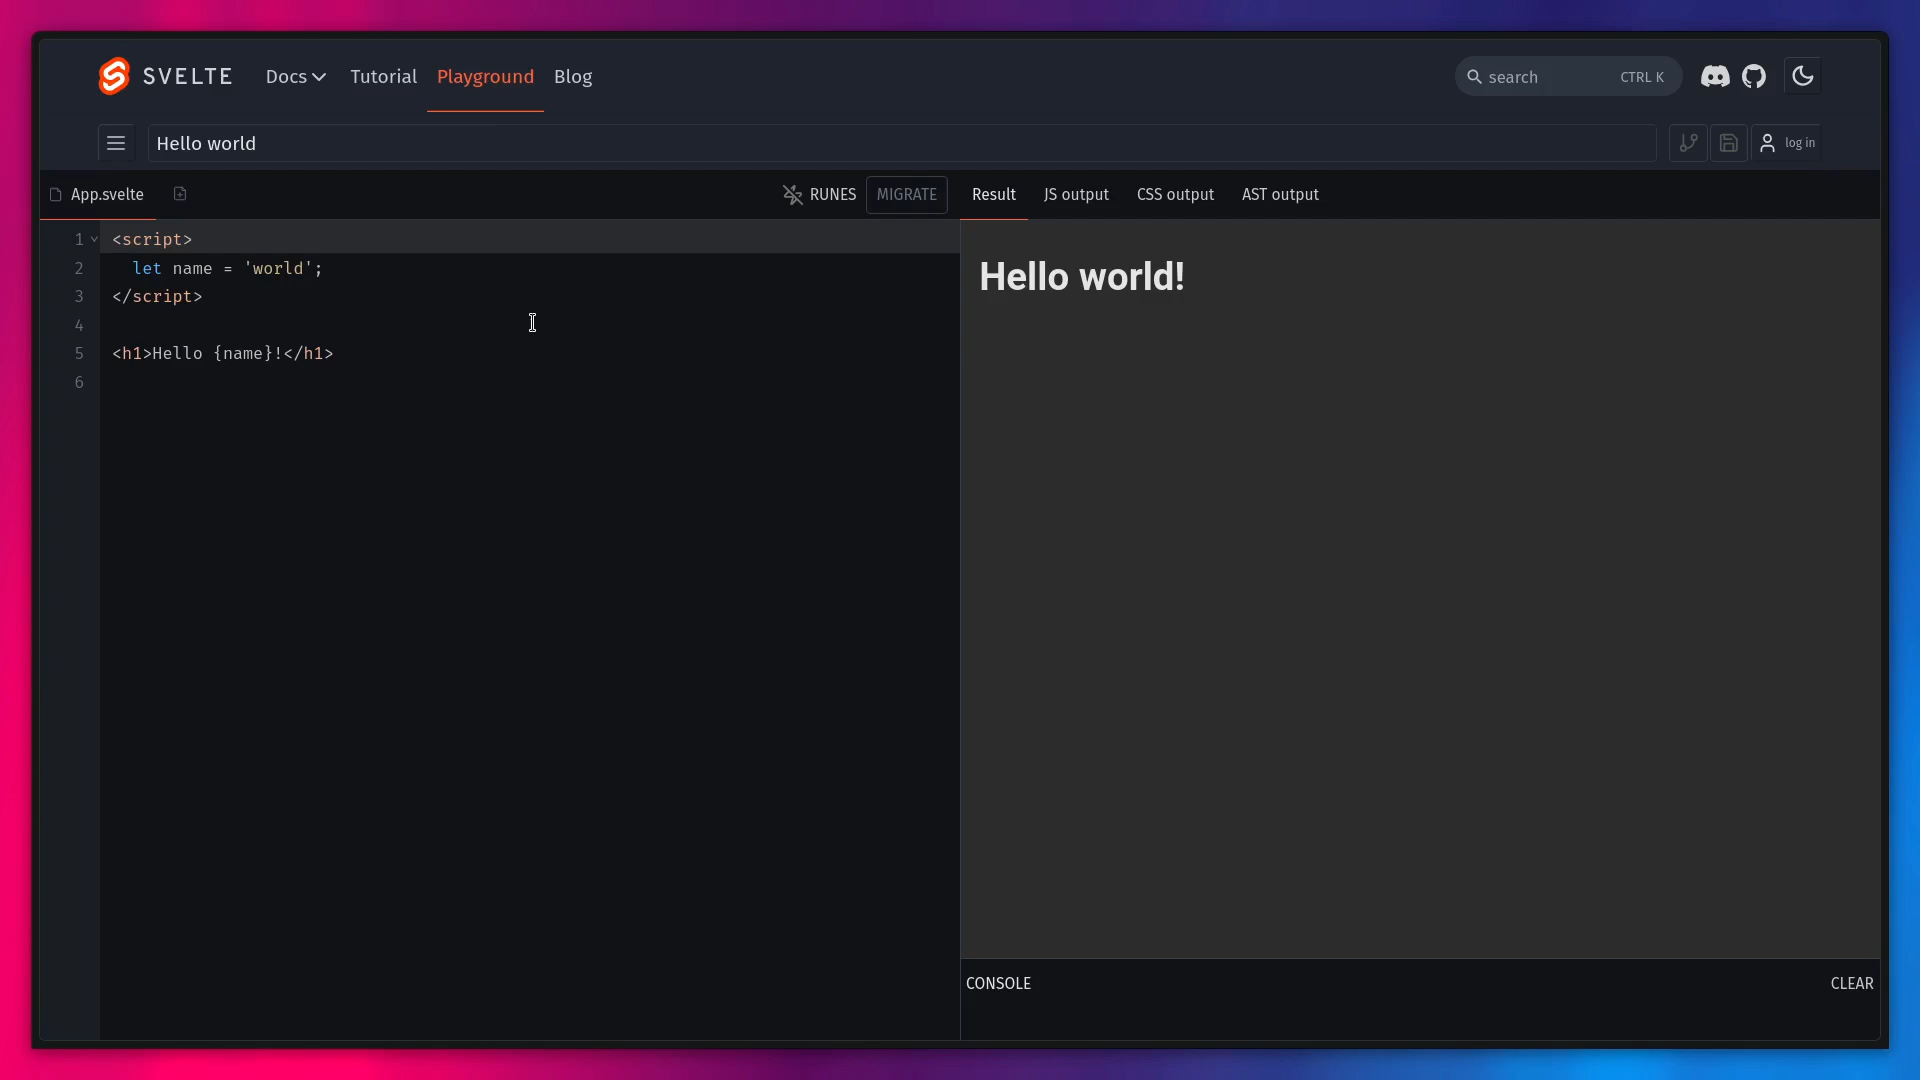 SVELTE Docs Tutorial Playground Blog search CTRL K
Hello world log in
App.svelte RUNES MIGRATE Result JS output CSS output AST output
1 <script>
2 let name = 'world';
3 </script>
4
5 <h1>Hello {name}!</h1>
6
Hello world!
CONSOLE CLEAR